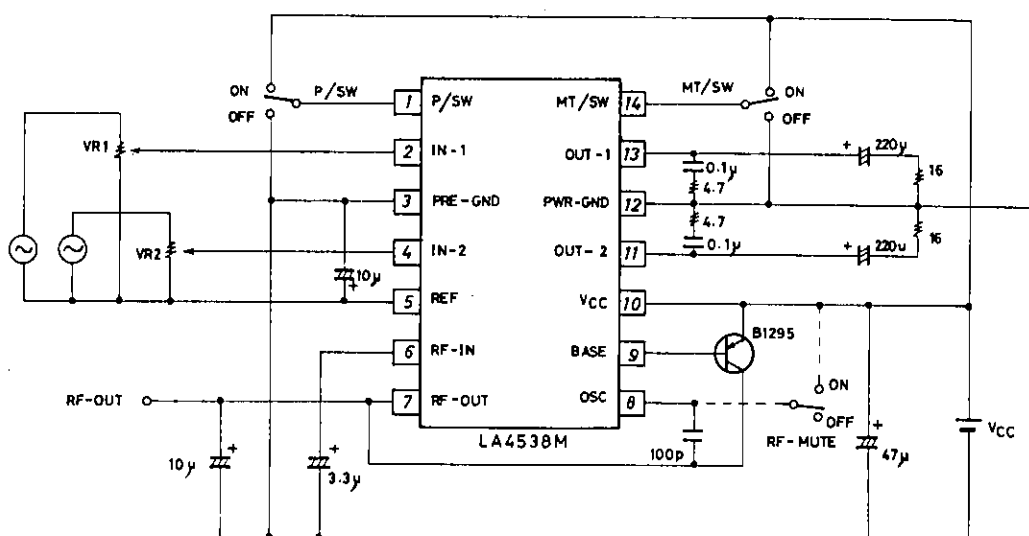 ON
P/SW
OFF
1
P/SW
MT/SW
14
MT/SW
ON
OFF
VR1
2
IN-1
OUT-1
13
+
220μ
0.1μ
16
4.7
3
PRE-GND
PWR-GND
12
4.7
16
VR2
4
IN-2
OUT-2
11
0.1μ
+
220u
10μ
+
5
REF
VCC
10
B1295
6
RF-IN
BASE
9
RF-OUT
7
RF-OUT
OSC
8
ON
OFF
RF-MUTE
LA4538M
100p
+
10μ
+
3.3μ
+
47μ
VCC